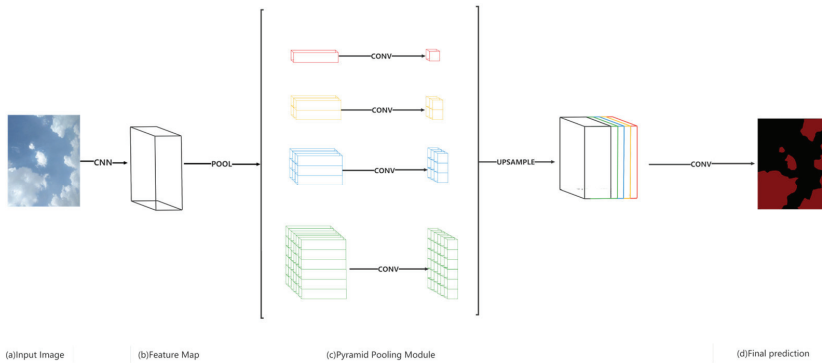 CONV
CONV
CNN
POOL
CONV
UPSAMPLE
CONV
CONV
(a)Input Image
(b)Feature Map
(c)Pyramid Pooling Module
(d)Final prediction